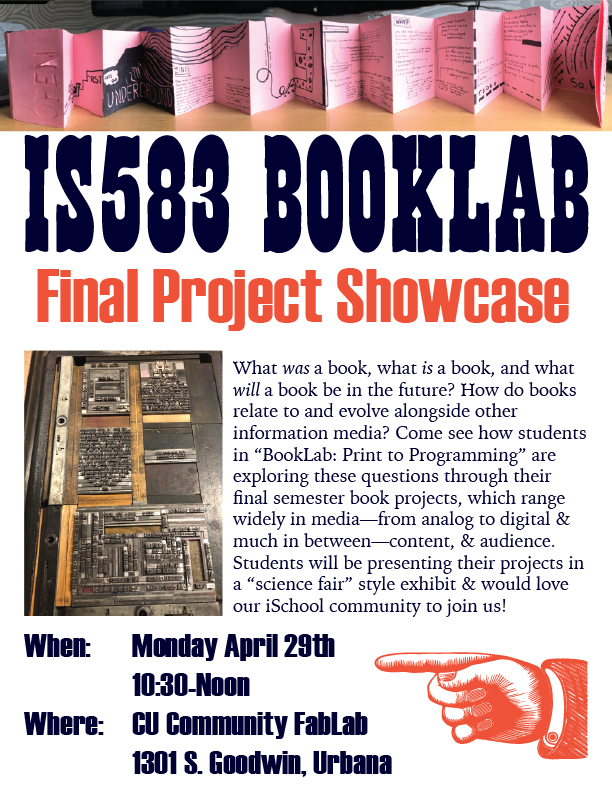 OPEN!
UNDERGROUND
IS583 BOOKLAB
Final Project Showcase
What was a book, what is a book, and what
will a book be in the future? How do books
relate to and evolve alongside other
information media? Come see how students
in “BookLab: Print to Programming” are
exploring these questions through their
final semester book projects, which range
widely in media—from analog to digital &
much in between—content, & audience.
Students will be presenting their projects in
a “science fair” style exhibit & would love
our iSchool community to join us!
When: Monday April 29th
10:30-Noon
Where: CU Community FabLab
1301 S. Goodwin, Urbana